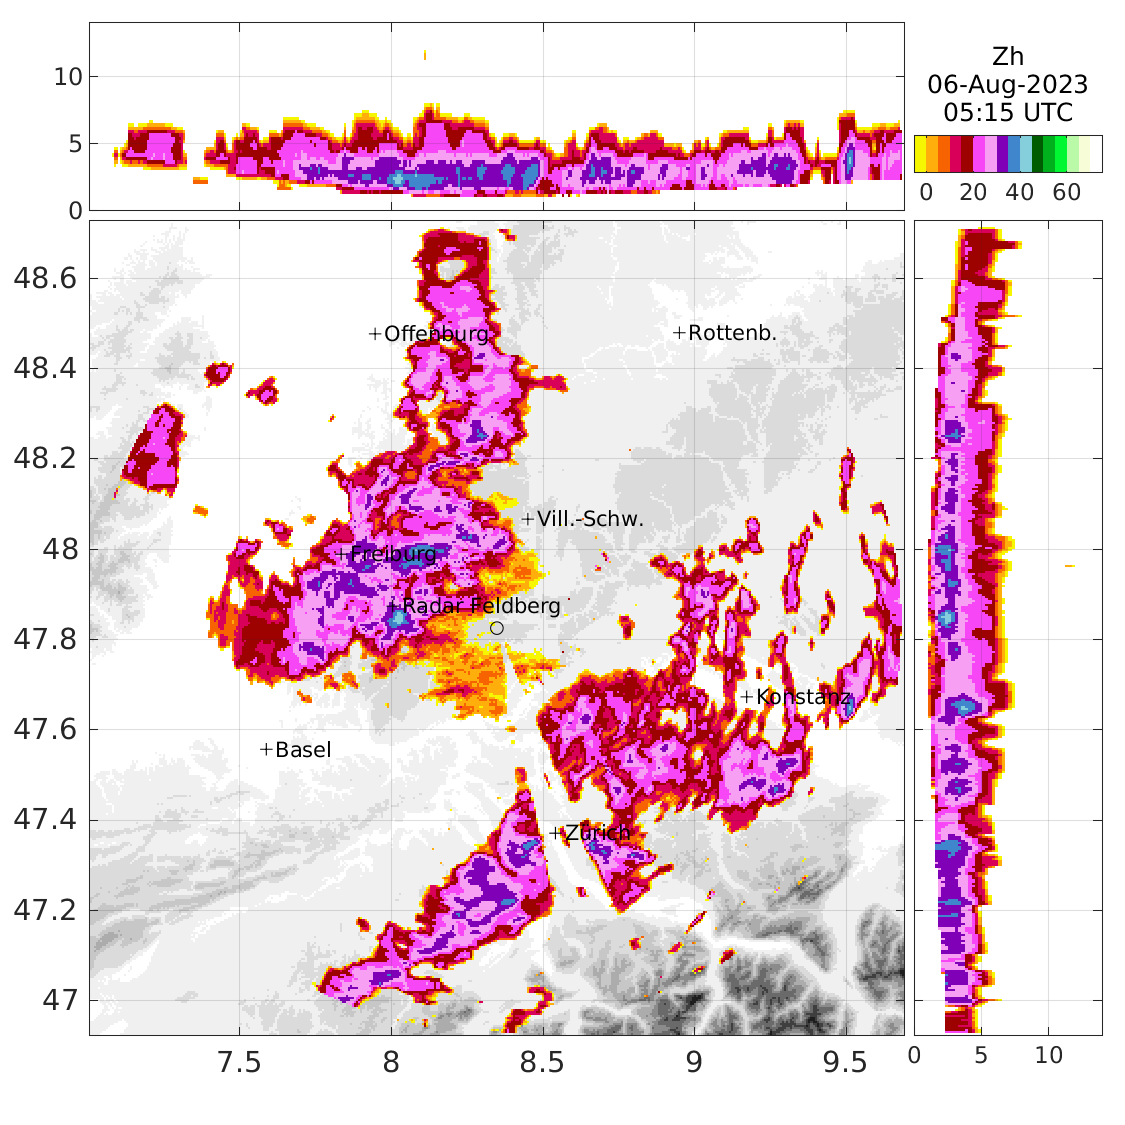 Zh
06-Aug-2023
05:15 UTC
0 20 40 60
10
5
0
48.6
48.4
48.2
48
47.8
47.6
47.4
47.2
47
+Offenburg
+Rottenb.
+Vill.-Schw.
+Freiburg
+Radar Feldberg
+Konstanz
+Basel
+Zürich
7.5 8 8.5 9 9.5
0 5 10